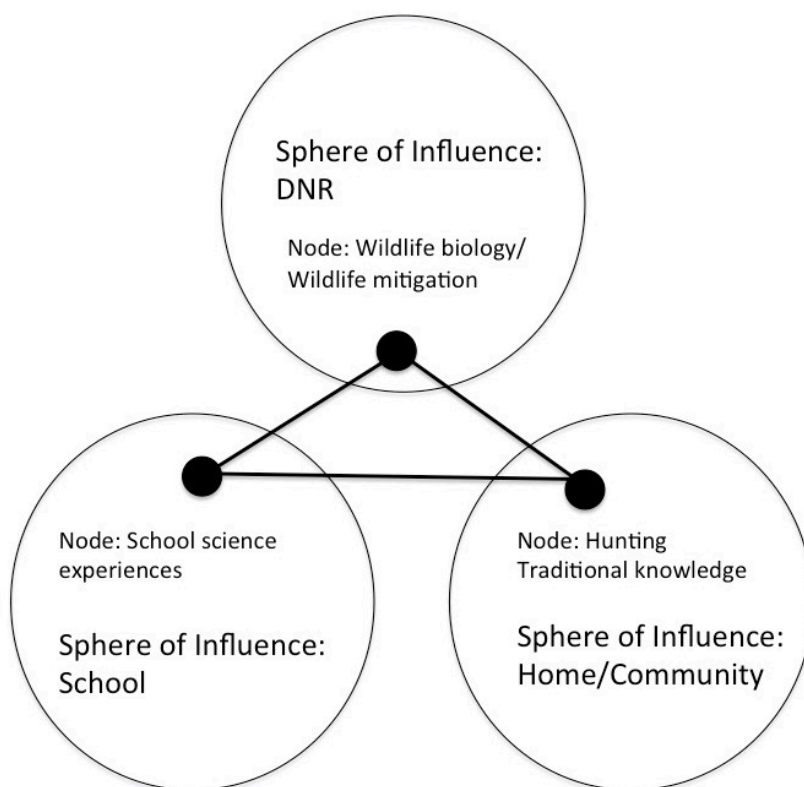 Sphere of Influence:
DNR
Node: Wildlife biology/
Wildlife mitigation
Node: School science
experiences
Sphere of Influence:
School
Node: Hunting
Traditional knowledge
Sphere of Influence:
Home/Community